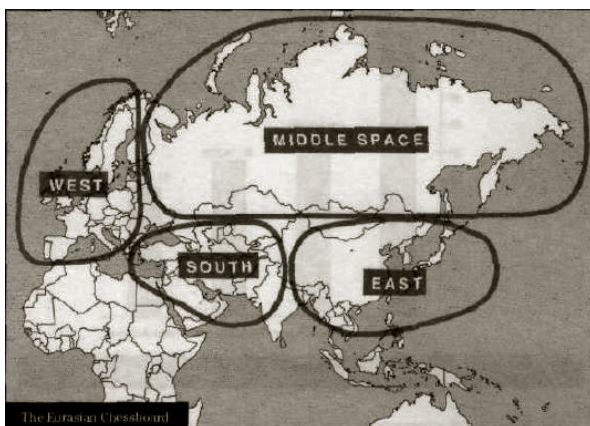 MIDDLE SPACE
WEST
SOUTH
EAST
The Eurasian Chessboard